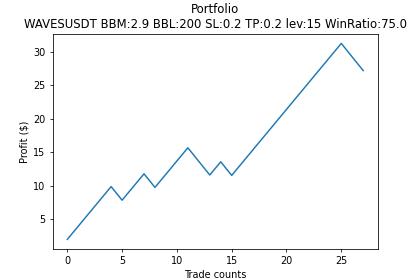 Portfolio
WAVESUSDT BBM:2.9 BBL:200 SL:0.2 TP:0.2 lev:15 WinRatio:75.0
30
25
20
15
10
5
Profit ($)
0 5 10 15 20 25
Trade counts